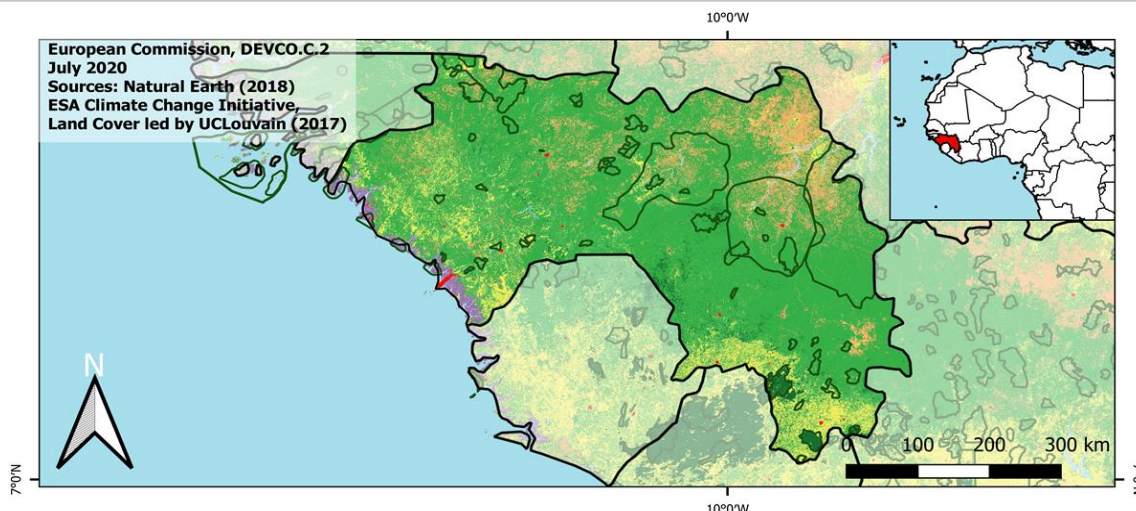 10°0'W
European Commission, DEVCO.C.2
July 2020
Sources: Natural Earth (2018)
ESA Climate Change Initiative,
Land Cover led by UCLouvain (2017)
N
0 100 200 300 km
7°0'N
10°0'W